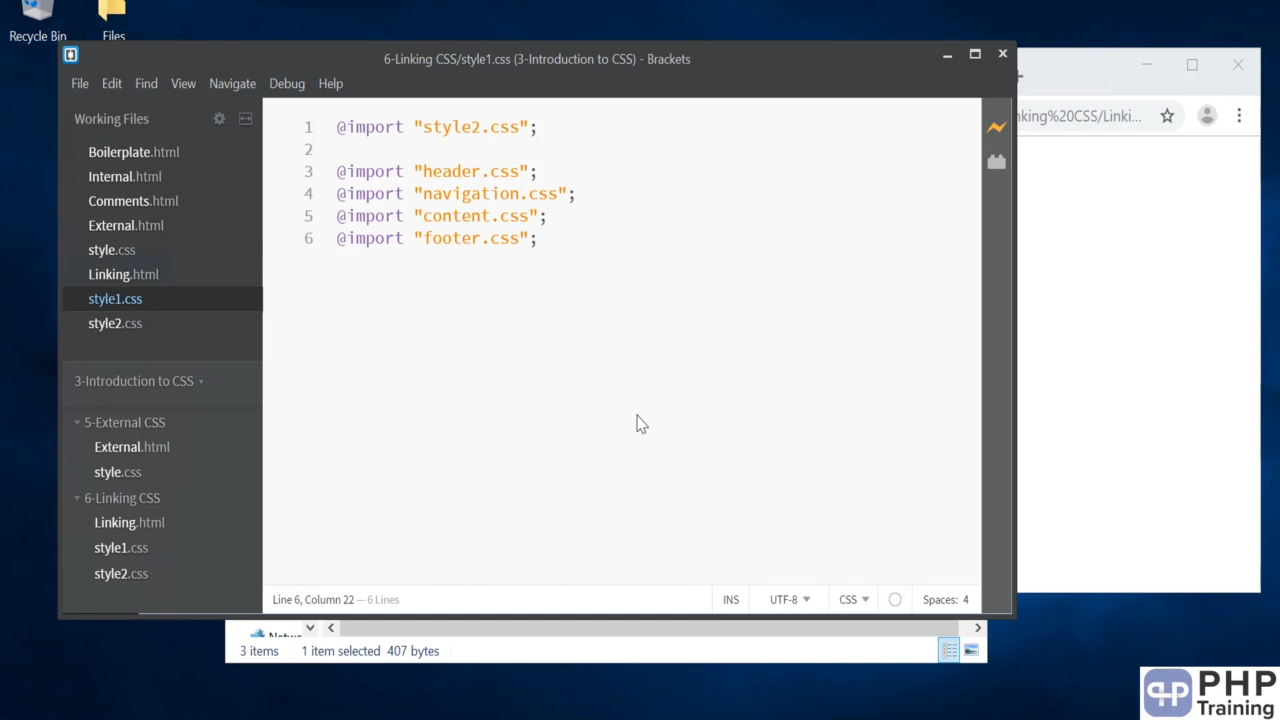 Recycle Bin
Files
6-Linking CSS/style1.css (3-Introduction to CSS) - Brackets
File Edit Find View Navigate Debug Help
Working Files
Boilerplate.html
Internal.html
Comments.html
External.html
style.css
Linking.html
style1.css
style2.css
3-Introduction to CSS
5-External CSS
External.html
style.css
6-Linking CSS
Linking.html
style1.css
style2.css
1 @import "style2.css";
2
3 @import "header.css";
4 @import "navigation.css";
5 @import "content.css";
6 @import "footer.css";
Line 6, Column 22 — 6 Lines
INS UTF-8 CSS Spaces: 4
nking%20CSS/Linki...
3 items 1 item selected 407 bytes
PHP
Training